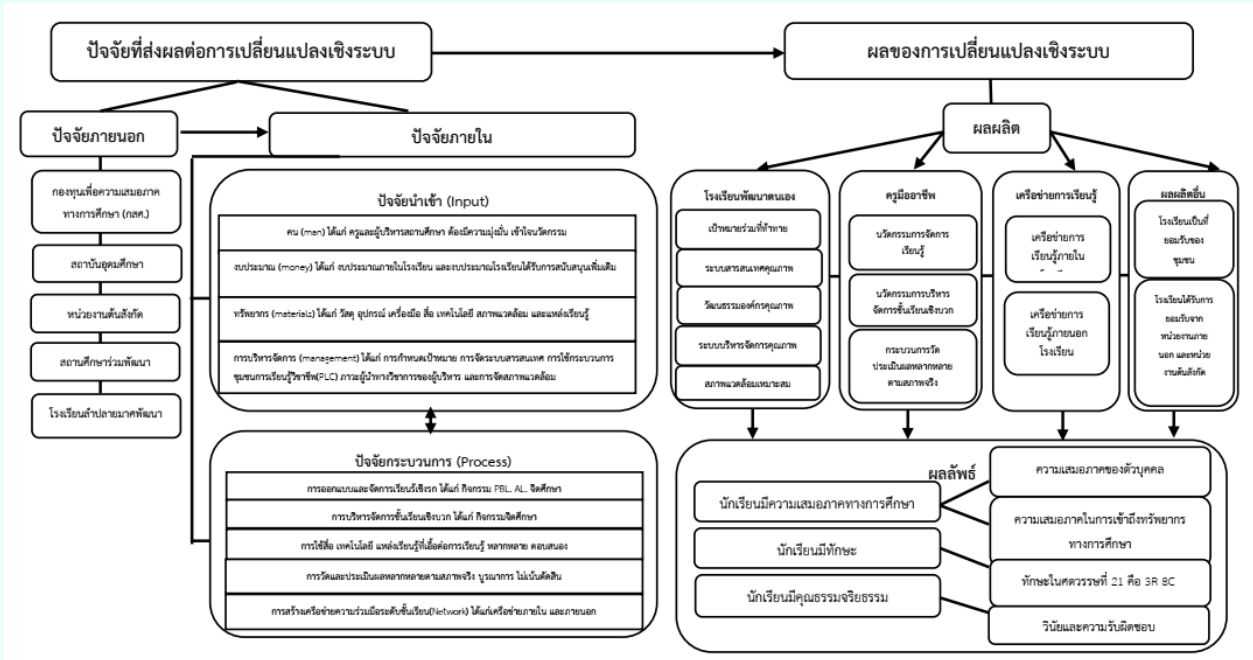 ปัจจัยที่ส่งผลต่อการเปลี่ยนแปลงเชิงระบบ
ผลของการเปลี่ยนแปลงเชิงระบบ
ปัจจัยภายนอก
ปัจจัยภายใน
กองทุนเพื่อความเสมอภาค
ทางการศึกษา (กสศ.)
สถาบันอุดมศึกษา
หน่วยงานต้นสังกัด
สถานศึกษาร่วมพัฒนา
โรงเรียนลำปลายมาศพัฒนา
ปัจจัยนำเข้า (Input)
คน (man) ได้แก่ ครูและผู้บริหารสถานศึกษา ต้องมีความมุ่งมั่น เข้าใจนวัตกรรม
งบประมาณ (money) ได้แก่ งบประมาณภายในโรงเรียน และงบประมาณโรงเรียนได้รับการสนับสนุนเพิ่มเติม
ทรัพยากร (materials) ได้แก่ วัสดุ อุปกรณ์ เครื่องมือ สื่อ เทคโนโลยี สภาพแวดล้อม และแหล่งเรียนรู้
การบริหารจัดการ (management) ได้แก่ การกำหนดเป้าหมาย การจัดระบบสารสนเทศ การใช้กระบวนการ
ชุมชนการเรียนรู้วิชาชีพ(PLC) ภาวะผู้นำทางวิชาการของผู้บริหาร และการจัดสภาพแวดล้อม
ปัจจัยกระบวนการ (Process)
การออกแบบและจัดการเรียนรู้เชิงรุก ได้แก่ กิจกรรม PBL. AL. จิตศึกษา
การบริหารจัดการชั้นเรียนเชิงบวก ได้แก่ กิจกรรมจิตศึกษา
การใช้สื่อ เทคโนโลยี แหล่งเรียนรู้ที่เอื้อต่อการเรียนรู้ หลากหลาย ตอบสนอง
การวัดและประเมินผลหลากหลายตามสภาพจริง บูรณาการ ไม่เน้นตัดสิน
การสร้างเครือข่ายความร่วมมือระดับชั้นเรียน(Network) ได้แก่เครือข่ายภายใน และภายนอก
ผลผลิต
โรงเรียนพัฒนาตนเอง
เป้าหมายร่วมที่ท้าทาย
ระบบสารสนเทศคุณภาพ
วัฒนธรรมองค์กรคุณภาพ
ระบบบริหารจัดการคุณภาพ
สภาพแวดล้อมเหมาะสม
ครูมืออาชีพ
นวัตกรรมการจัดการ
เรียนรู้
นวัตกรรมการบริหาร
จัดการชั้นเรียนเชิงบวก
กระบวนการวัด
ประเมินผลหลากหลาย
ตามสภาพจริง
เครือข่ายการเรียนรู้
เครือข่ายการ
เรียนรู้ภายใน
เครือข่ายการ
เรียนรู้ภายนอก
โรงเรียน
ผลผลิตอื่น
โรงเรียนเป็นที่
ยอมรับของ
ชุมชน
โรงเรียนได้รับการ
ยอมรับจาก
หน่วยงานภาย
นอก และหน่วย
งานต้นสังกัด
ผลลัพธ์
นักเรียนมีความเสมอภาคทางการศึกษา
นักเรียนมีทักษะ
นักเรียนมีคุณธรรมจริยธรรม
ความเสมอภาคของตัวบุคคล
ความเสมอภาคในการเข้าถึงทรัพยากร
ทางการศึกษา
ทักษะในศตวรรษที่ 21 คือ 3R 8C
วินัยและความรับผิดชอบ